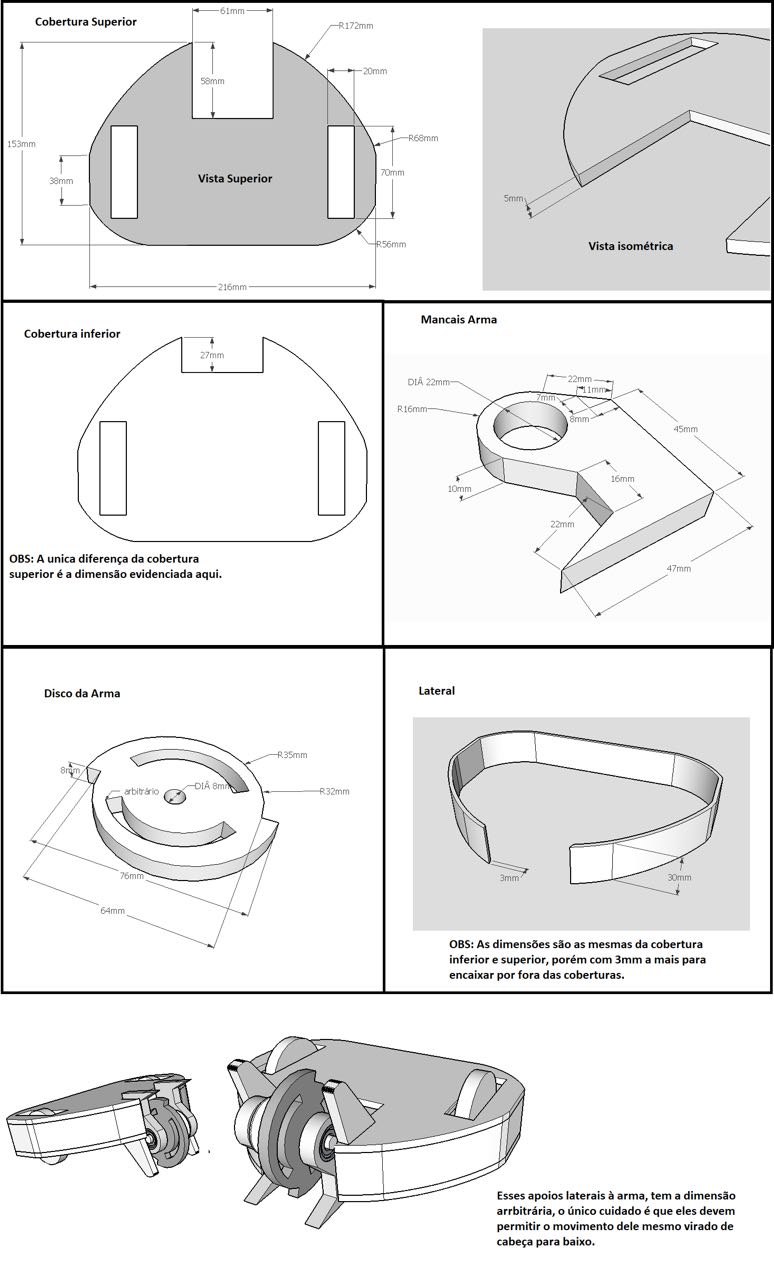 Cobertura Superior
61mm
R172mm
58mm
20mm
153mm
R68mm
38mm
Vista Superior
70mm
R56mm
216mm
5mm
Vista isométrica
Cobertura inferior
27mm
OBS: A unica diferença da cobertura
superior é a dimensão evidenciada aqui.
Mancais Arma
DIÂ 22mm
22mm
11mm
7mm
8mm
R16mm
45mm
16mm
10mm
22mm
47mm
Disco da Arma
R35mm
8mm
arbitrário
DIÂ 8mm
R32mm
76mm
64mm
Lateral
3mm
30mm
OBS: As dimensões são as mesmas da cobertura
inferior e superior, porém com 3mm a mais para
encaixar por fora das coberturas.
Esses apoios laterais à arma, tem a dimensão
arrbitrária, o único cuidado é que eles devem
permitir o movimento dele mesmo virado de
cabeça para baixo.